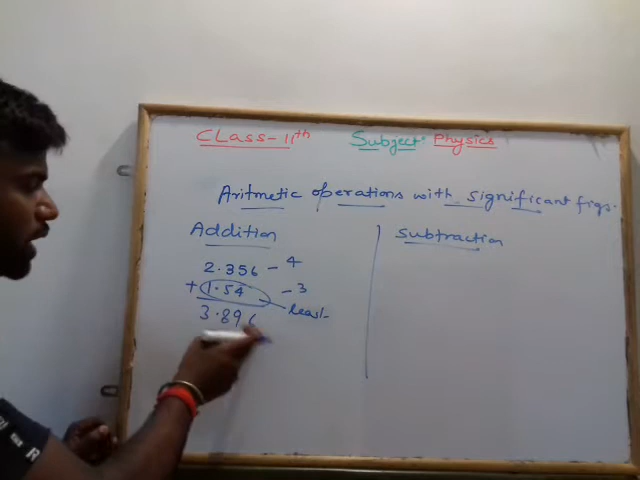 CLass-11th Subject: Physics
Aritmetic operations with significant figs.
Addition
2.356 - 4
+ 1.54 - 3
least
3.896
subtraction